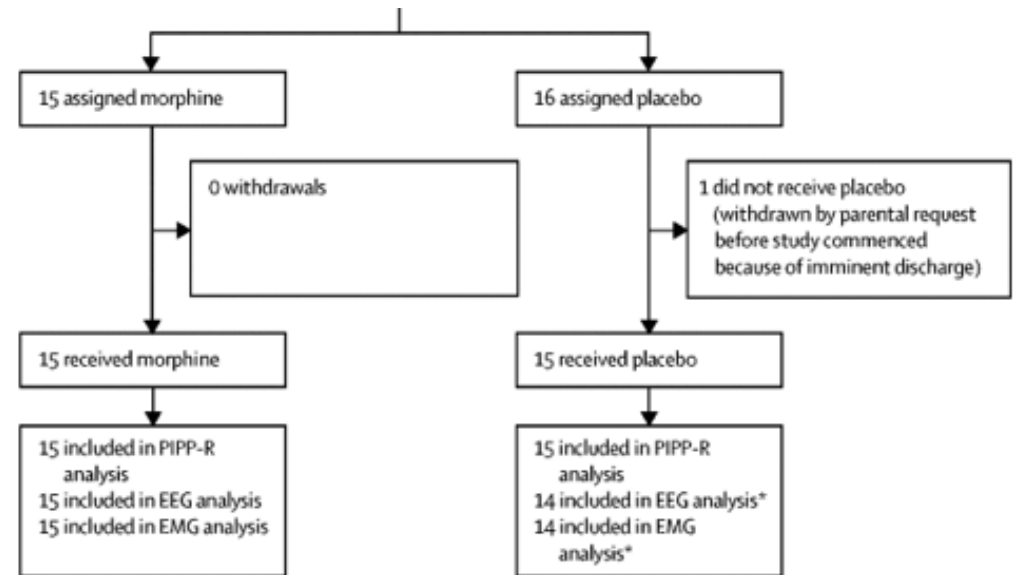 15 assigned morphine
16 assigned placebo
0 withdrawals
1 did not receive placebo
(withdrawn by parental request
before study commenced
because of imminent discharge)
15 received morphine
15 received placebo
15 included in PIPP-R
analysis
15 included in EEG analysis
15 included in EMG analysis
15 included in PIPP-R
analysis
14 included in EEG analysis*
14 included in EMG
analysis*